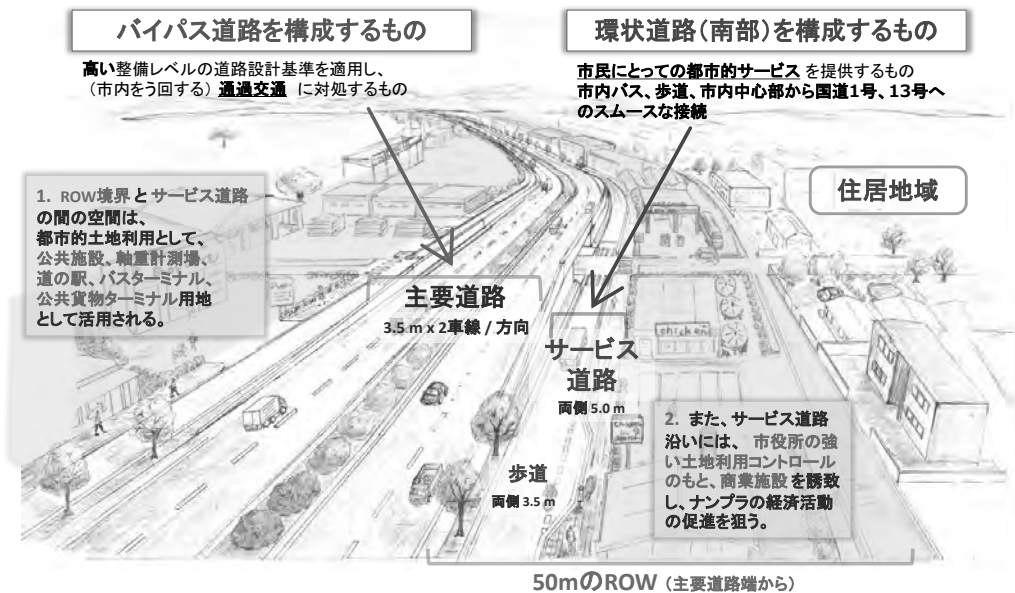 バイパス道路を構成するもの
高い整備レベルの道路設計基準を適用し、
（市内をう回する）通過交通 に対処するもの
環状道路（南部）を構成するもの
市民にとっての都市的サービス を提供するもの
市内バス、歩道、市内中心部から国道1号、13号へ
のスムースな接続
1. ROW境界 と サービス道路
の間の空間は、
都市的土地利用として、
公共施設、軸重計測場、
道の駅、バスターミナル、
公共貨物ターミナル用地
として活用される。
住居地域
主要道路
3.5 m x 2車線 / 方向
サービス
道路
両側 5.0 m
chicken
歩道
両側 3.5 m
2. また、サービス道路
沿いには、 市役所の強
い土地利用コントロール
のもと、商業施設 を誘致
し、ナンプラの経済活動
の促進を狙う。
50mのROW （主要道路端から）